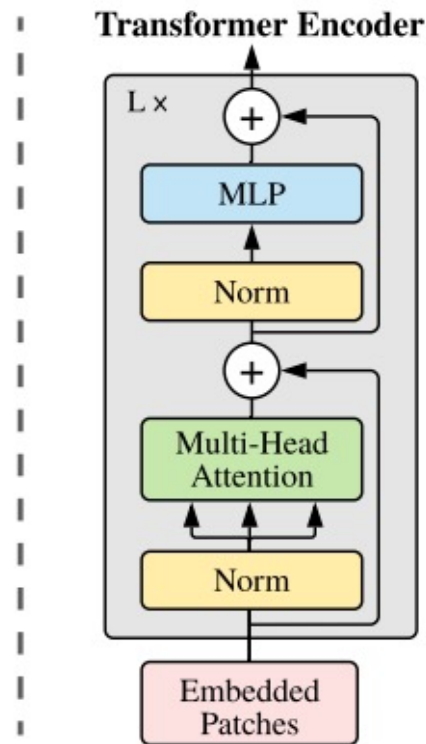 Transformer Encoder
L ×
+
MLP
Norm
+
Multi-Head
Attention
Norm
Embedded
Patches